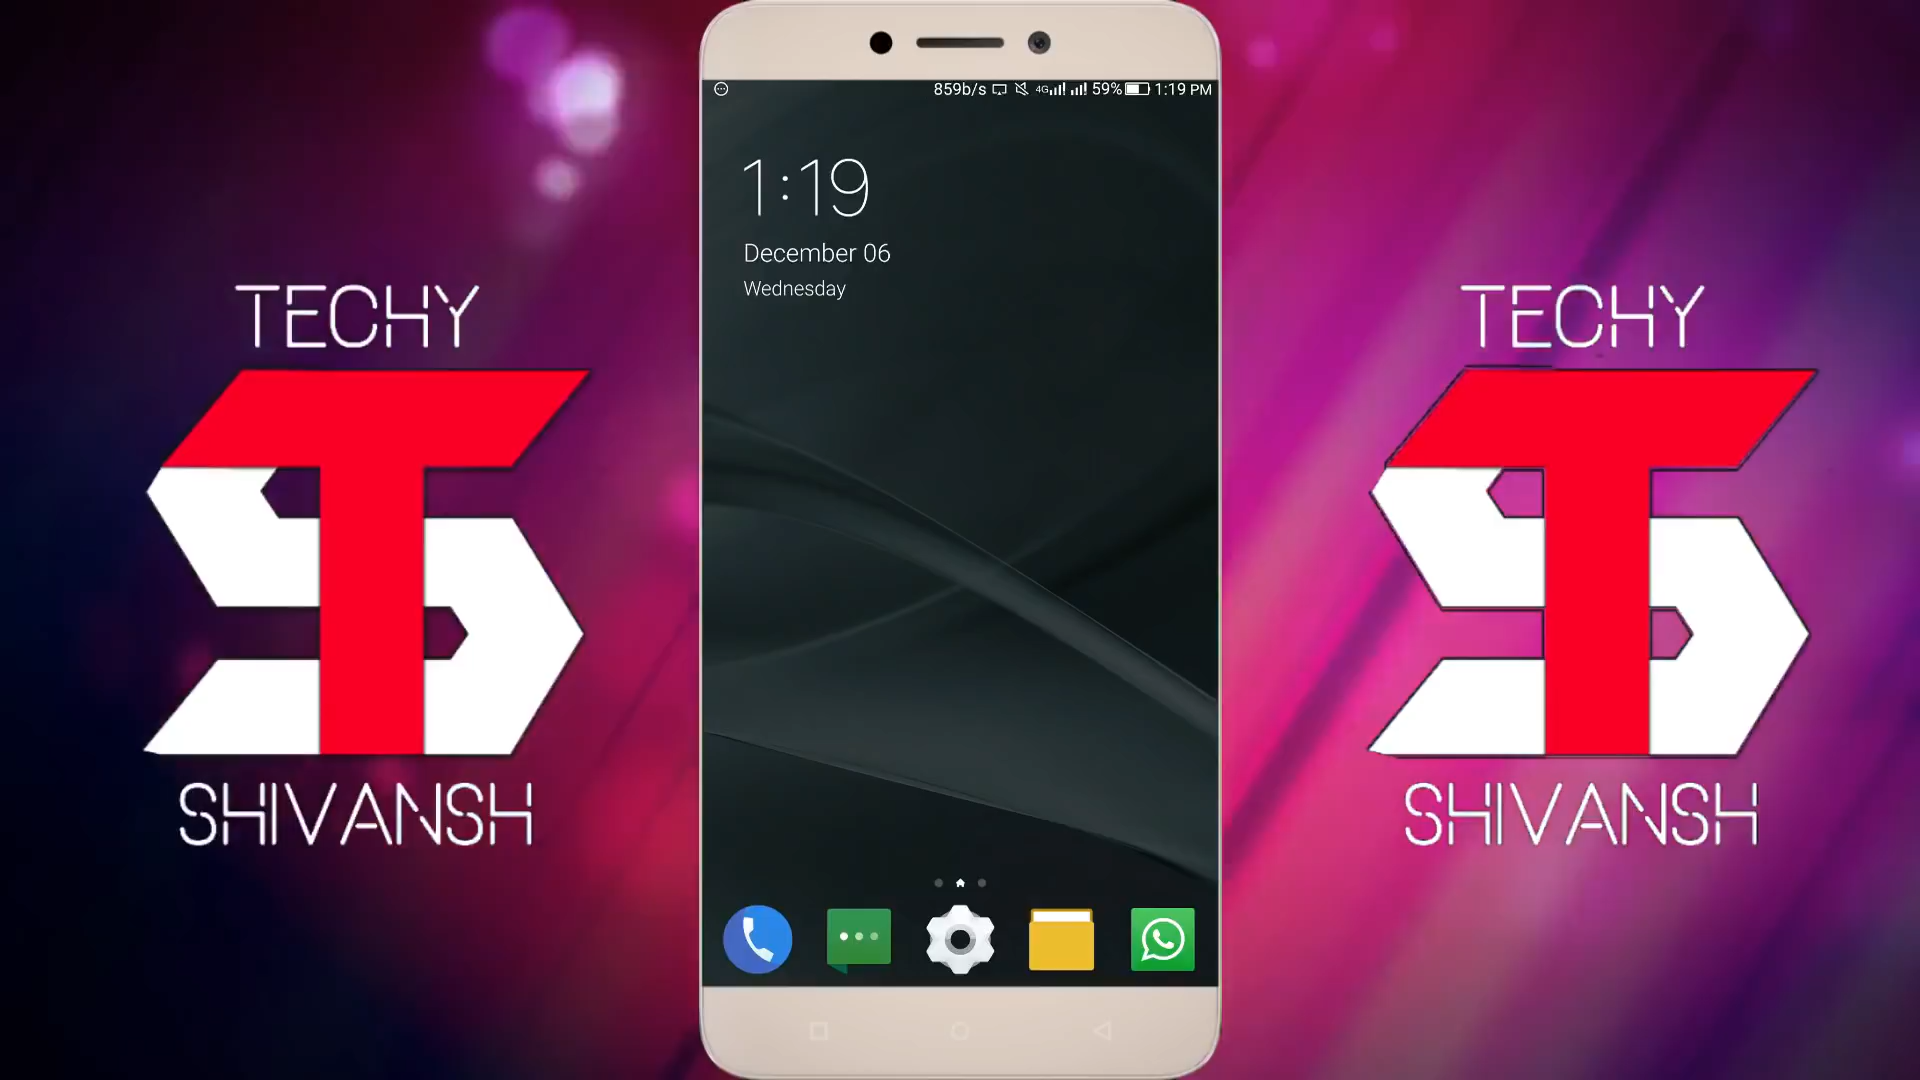 TECHY
SHIVANSH
859b/s 4G 59% 1:19 PM
1:19
December 06
Wednesday
TECHY
SHIVANSH